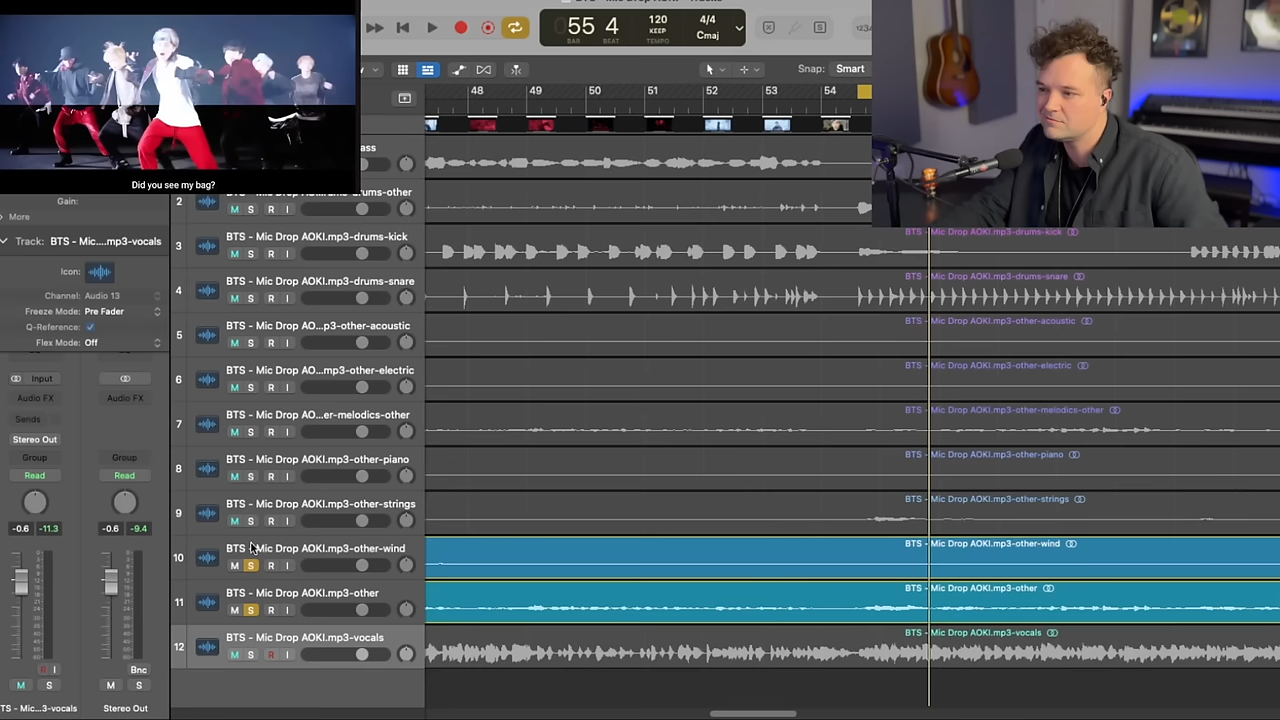 BTS - Mic Drop AOKI - Tracks
55 4
BAR BEAT
120
KEEP
TEMPO
4/4
Cmaj
S
Snap: Smart
48 49 50 51 52 53 54
Did you see my bag?
Gain:
More
Track: BTS - Mic....mp3-vocals
Icon:
Channel: Audio 13
Freeze Mode: Pre Fader
Q-Reference:
Flex Mode: Off
Input
Audio FX Audio FX
Sends
Stereo Out
Group Group
Read Read
-0.6 -11.3 -0.6 -9.4
R I Bnc
M S M S
TS - Mic...3-vocals Stereo Out
ass
2 drums-other
M S R I
3 BTS - Mic Drop AOKI.mp3-drums-kick
M S R I
BTS - Mic Drop AOKI.mp3-drums-kick
4 BTS - Mic Drop AOKI.mp3-drums-snare
M S R I
BTS - Mic Drop AOKI.mp3-drums-snare
5 BTS - Mic Drop AO...p3-other-acoustic
M S R I
BTS - Mic Drop AOKI.mp3-other-acoustic
6 BTS - Mic Drop AO...mp3-other-electric
M S R I
BTS - Mic Drop AOKI.mp3-other-electric
7 BTS - Mic Drop AO...er-melodics-other
M S R I
BTS - Mic Drop AOKI.mp3-other-melodics-other
8 BTS - Mic Drop AOKI.mp3-other-piano
M S R I
BTS - Mic Drop AOKI.mp3-other-piano
9 BTS - Mic Drop AOKI.mp3-other-strings
M S R I
BTS - Mic Drop AOKI.mp3-other-strings
10 BTS - Mic Drop AOKI.mp3-other-wind
M S R I
BTS - Mic Drop AOKI.mp3-other-wind
11 BTS - Mic Drop AOKI.mp3-other
M S R I
BTS - Mic Drop AOKI.mp3-other
12 BTS - Mic Drop AOKI.mp3-vocals
M S R I
BTS - Mic Drop AOKI.mp3-vocals